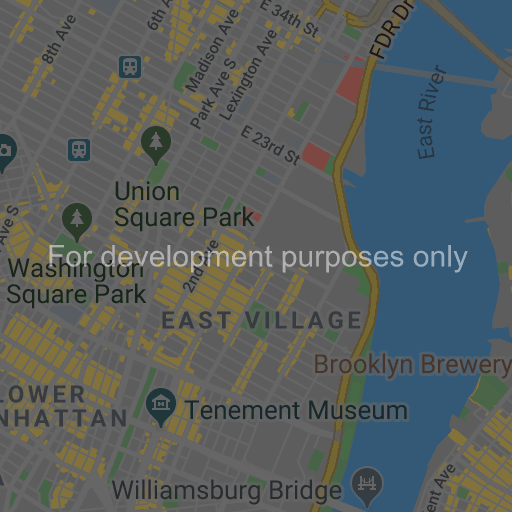 E 34th St
6th A
FDR Dr
8th Ave
Madison Ave
Park Ave S
Lexington Ave
East River
E 23rd St
Union
Square Park
Ave S
2nd Ave
For development purposes only
Washington
Square Park
EAST VILLAGE
Brooklyn Brewery
LOWER
NHATTAN
Tenement Museum
Williamsburg Bridge
ent Ave